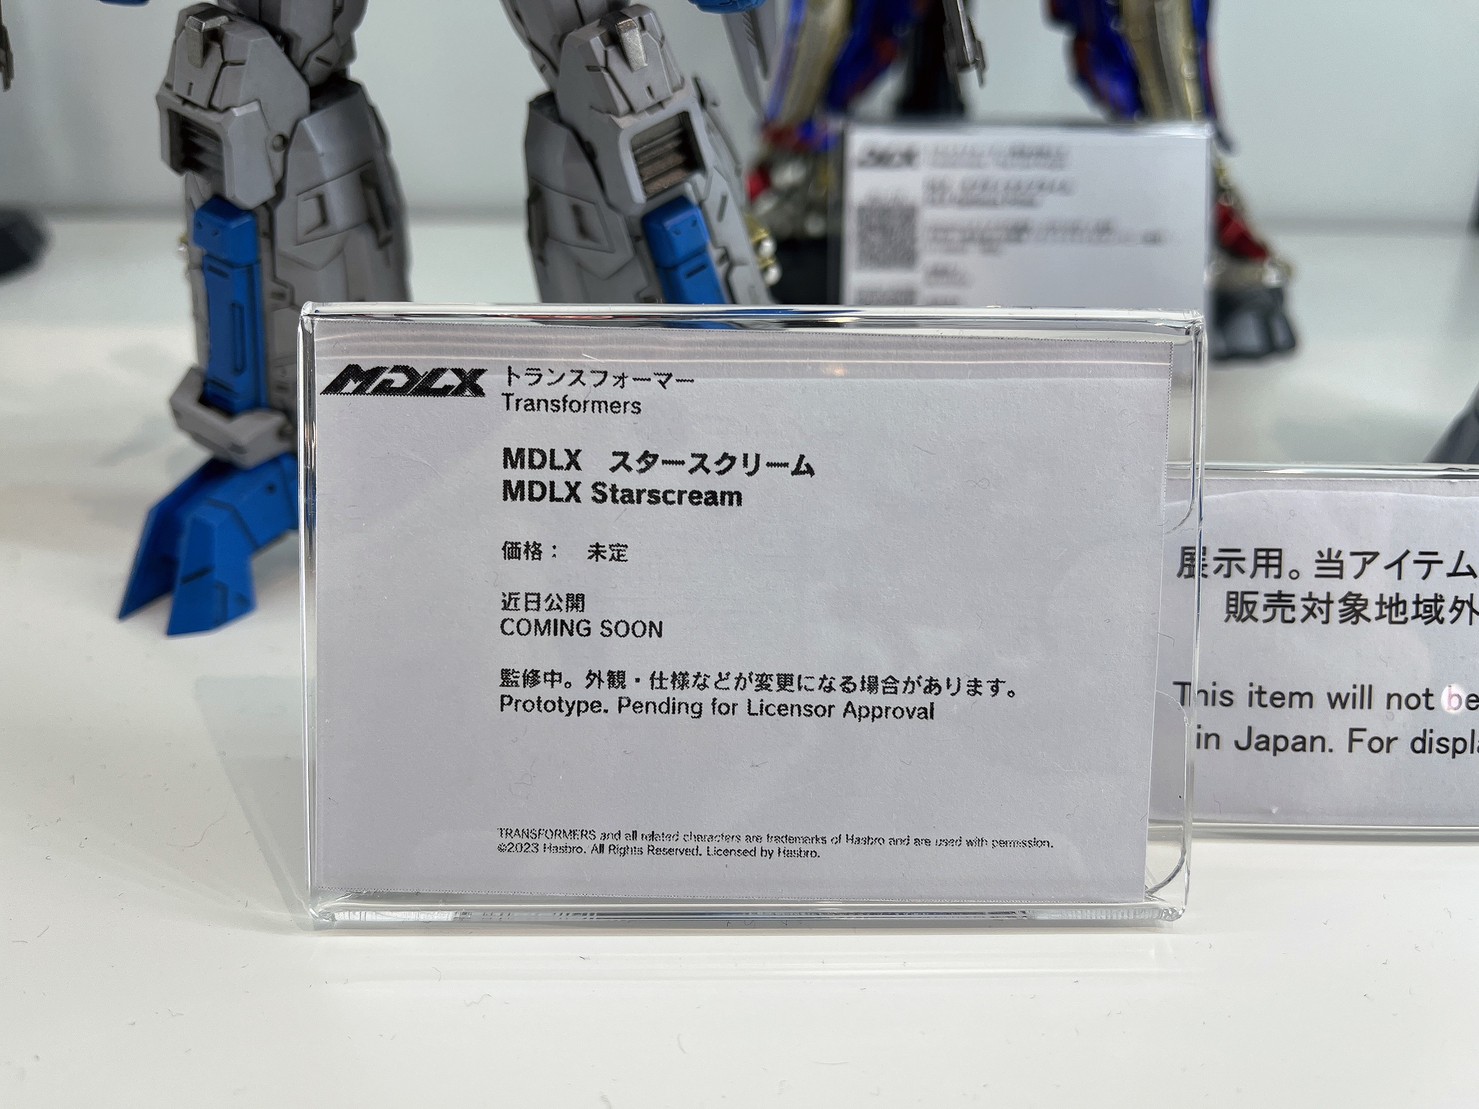 MDLX トランスフォーマー
Transformers
MDLX スタースクリーム
MDLX Starscream
価格： 未定
近日公開
COMING SOON
監修中。外観・仕様などが変更になる場合があります。
Prototype. Pending for Licensor Approval
TRANSFORMERS and all related characters are trademarks of Hasbro and are used with permission.
©2023 Hasbro. All Rights Reserved. Licensed by Hasbro.
展示用。当アイテム
販売対象地域外
This item will not be
in Japan. For displa